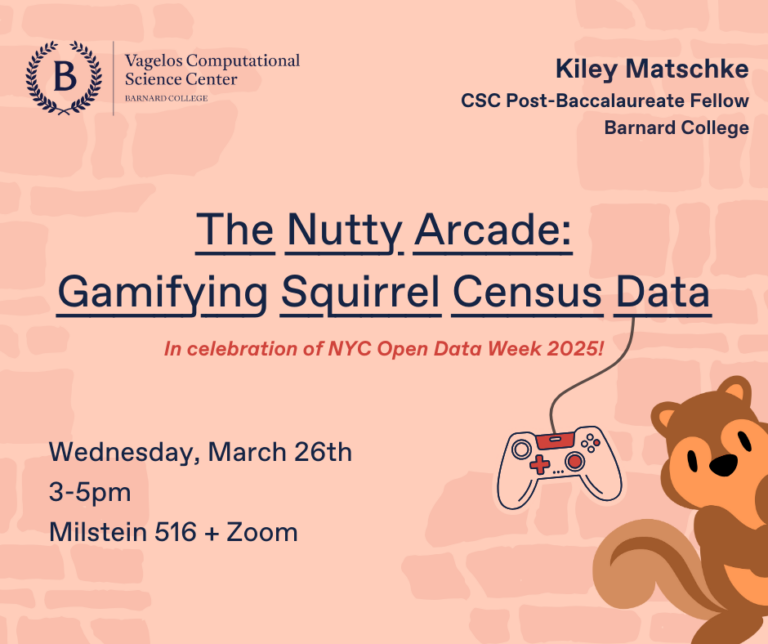 B
Vagelos Computational
Science Center
BARNARD COLLEGE
Kiley Matschke
CSC Post-Baccalaureate Fellow
Barnard College
The Nutty Arcade:
Gamifying Squirrel Census Data
In celebration of NYC Open Data Week 2025!
Wednesday, March 26th
3-5pm
Milstein 516 + Zoom